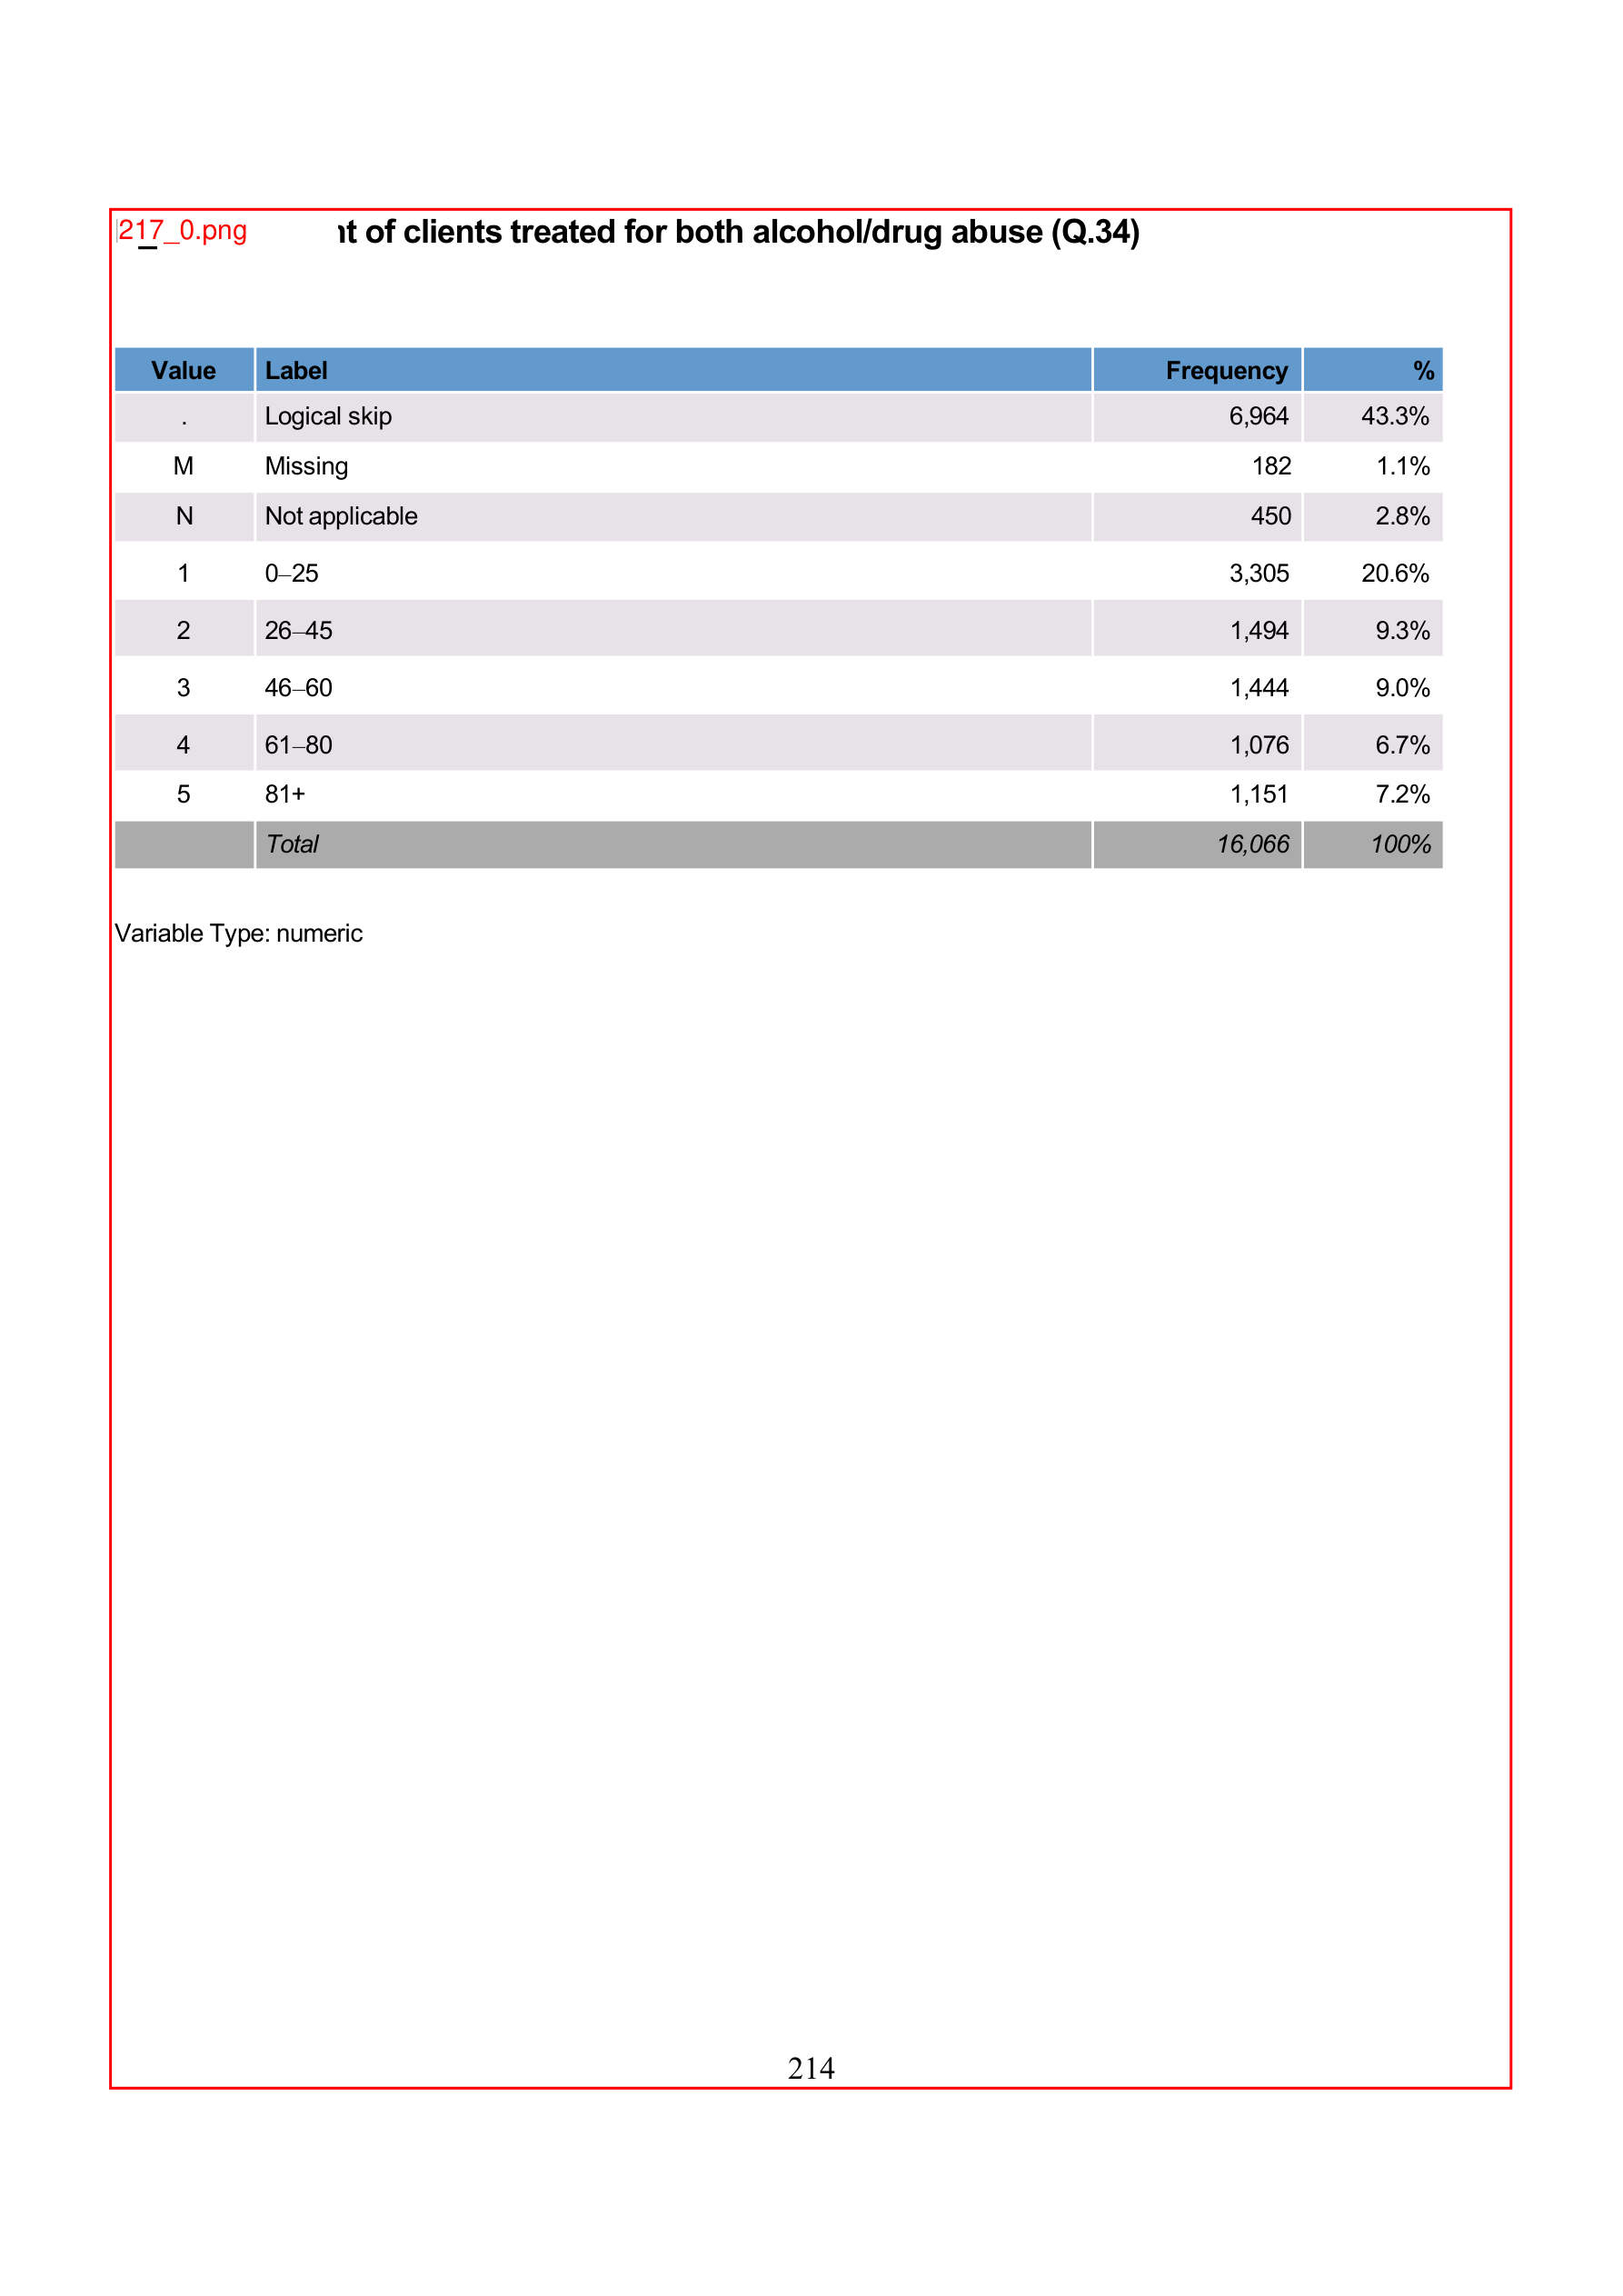 217_0.png of clients treated for both alcohol/drug abuse (Q.34)
Value Label Frequency %
. Logical skip 6,964 43.3%
M Missing 182 1.1%
N Not applicable 450 2.8%
1 0–25 3,305 20.6%
2 26–45 1,494 9.3%
3 46–60 1,444 9.0%
4 61–80 1,076 6.7%
5 81+ 1,151 7.2%
Total 16,066 100%
Variable Type: numeric
214